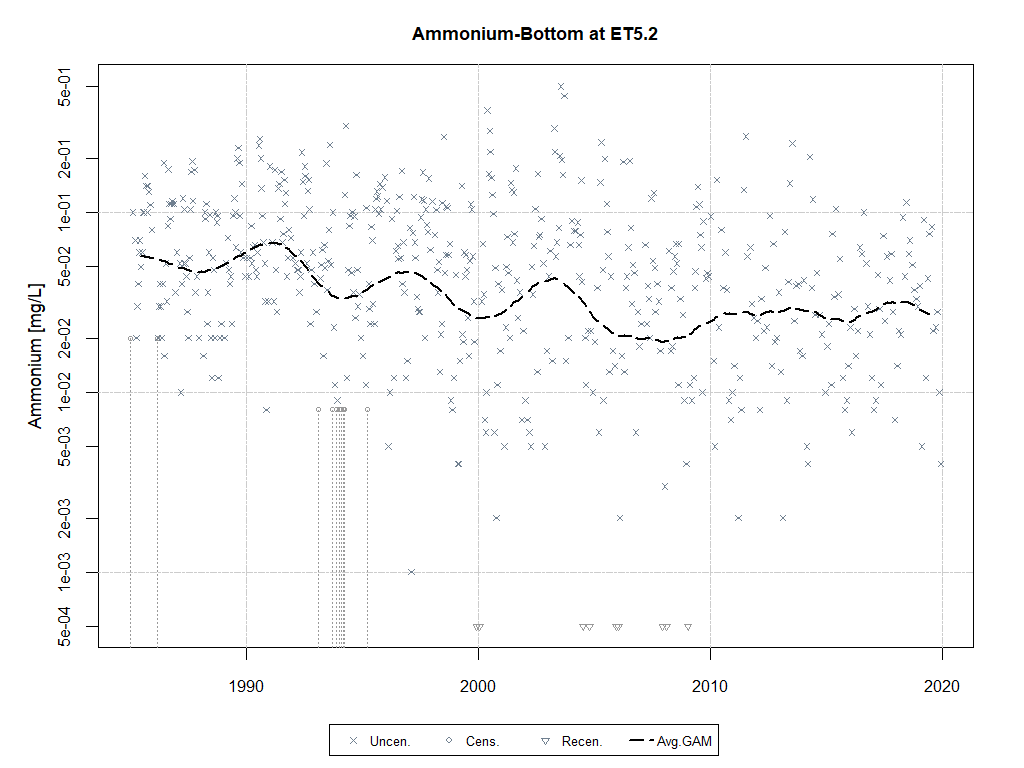 Ammonium-Bottom at ET5.2
Ammonium [mg/L]
5e-01
2e-01
1e-01
5e-02
2e-02
1e-02
5e-03
2e-03
1e-03
5e-04
1990 2000 2010 2020
Uncen. Cens. Recen. Avg.GAM